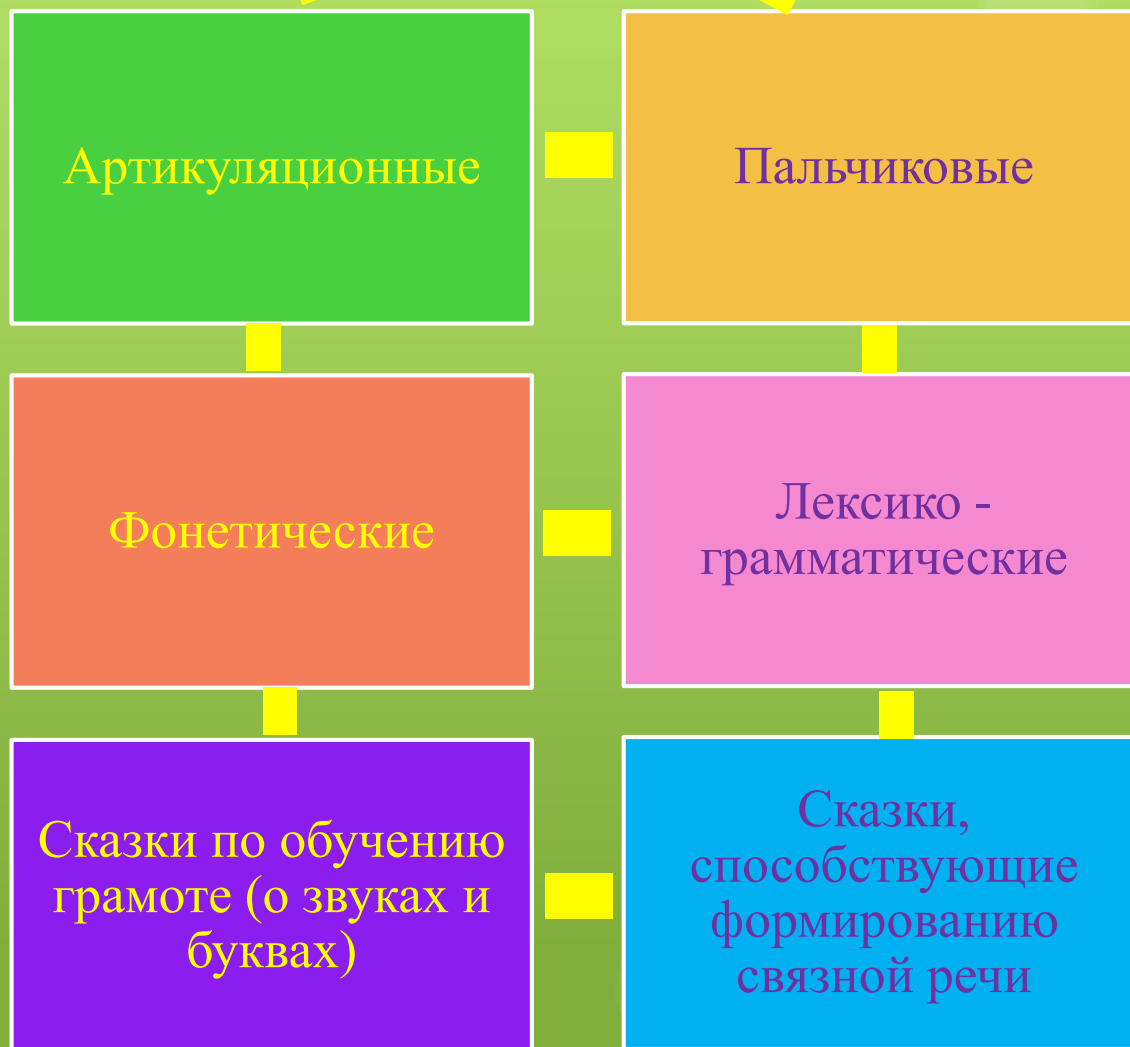 Артикуляционные
Пальчиковые
Фонетические
Лексико -
грамматические
Сказки по обучению
грамоте (о звуках и
буквах)
Сказки,
способствующие
формированию
связной речи